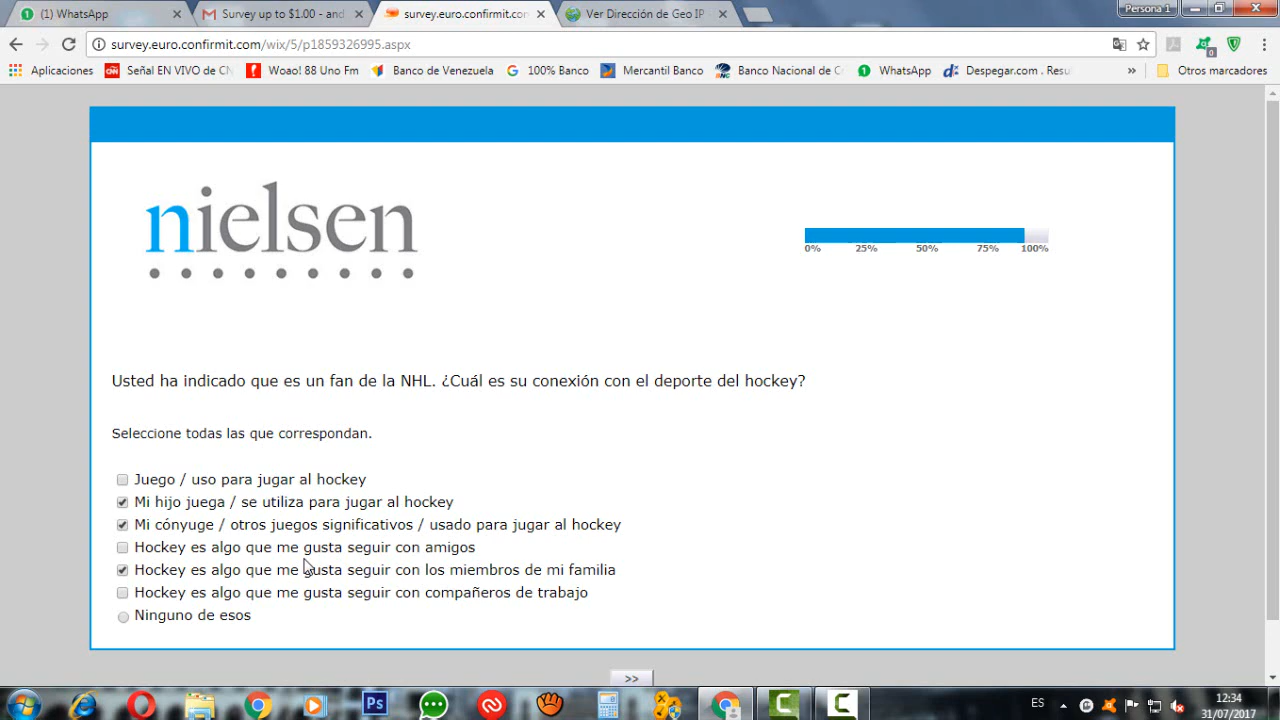 (1) WhatsApp
Survey up to $1.00 - and
survey.euro.confirmit.com
Ver Dirección de Geo IP
Persona 1
survey.euro.confirmit.com/wix/5/p1859326995.aspx
Aplicaciones
Señal EN VIVO de CN
Woao! 88 Uno Fm
Banco de Venezuela
100% Banco
Mercantil Banco
Banco Nacional de C
WhatsApp
Despegar.com . Resu
»
Otros marcadores
nielsen
0% 25% 50% 75% 100%
Usted ha indicado que es un fan de la NHL. ¿Cuál es su conexión con el deporte del hockey?
Seleccione todas las que correspondan.
Juego / uso para jugar al hockey
Mi hijo juega / se utiliza para jugar al hockey
Mi cónyuge / otros juegos significativos / usado para jugar al hockey
Hockey es algo que me gusta seguir con amigos
Hockey es algo que me gusta seguir con los miembros de mi familia
Hockey es algo que me gusta seguir con compañeros de trabajo
Ninguno de esos
>>
Ps
ES
12:34
31/07/2017